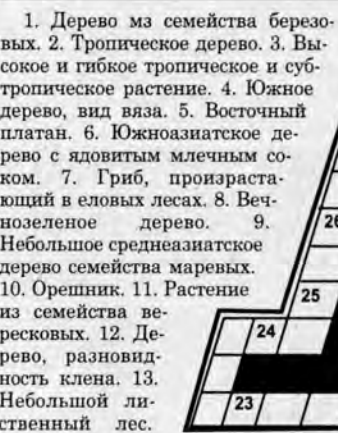 1. Дерево мз семейства березо-
вых. 2. Тропическое дерево. 3. Вы-
сокое и гибкое тропическое и суб-
тропическое растение. 4. Южное
дерево, вид вяза. 5. Восточный
платан. 6. Южноазиатское де-
рево с ядовитым млечным со-
ком. 7. Гриб, произраста-
ющий в еловых лесах. 8. Веч-
нозеленое дерево. 9.
Небольшое среднеазиатское
дерево семейства маревых.
10. Орешник. 11. Растение
из семейства ве-
ресковых. 12. Де-
рево, разновид-
ность клена. 13.
Небольшой ли-
ственный лес.
26
25
24
23